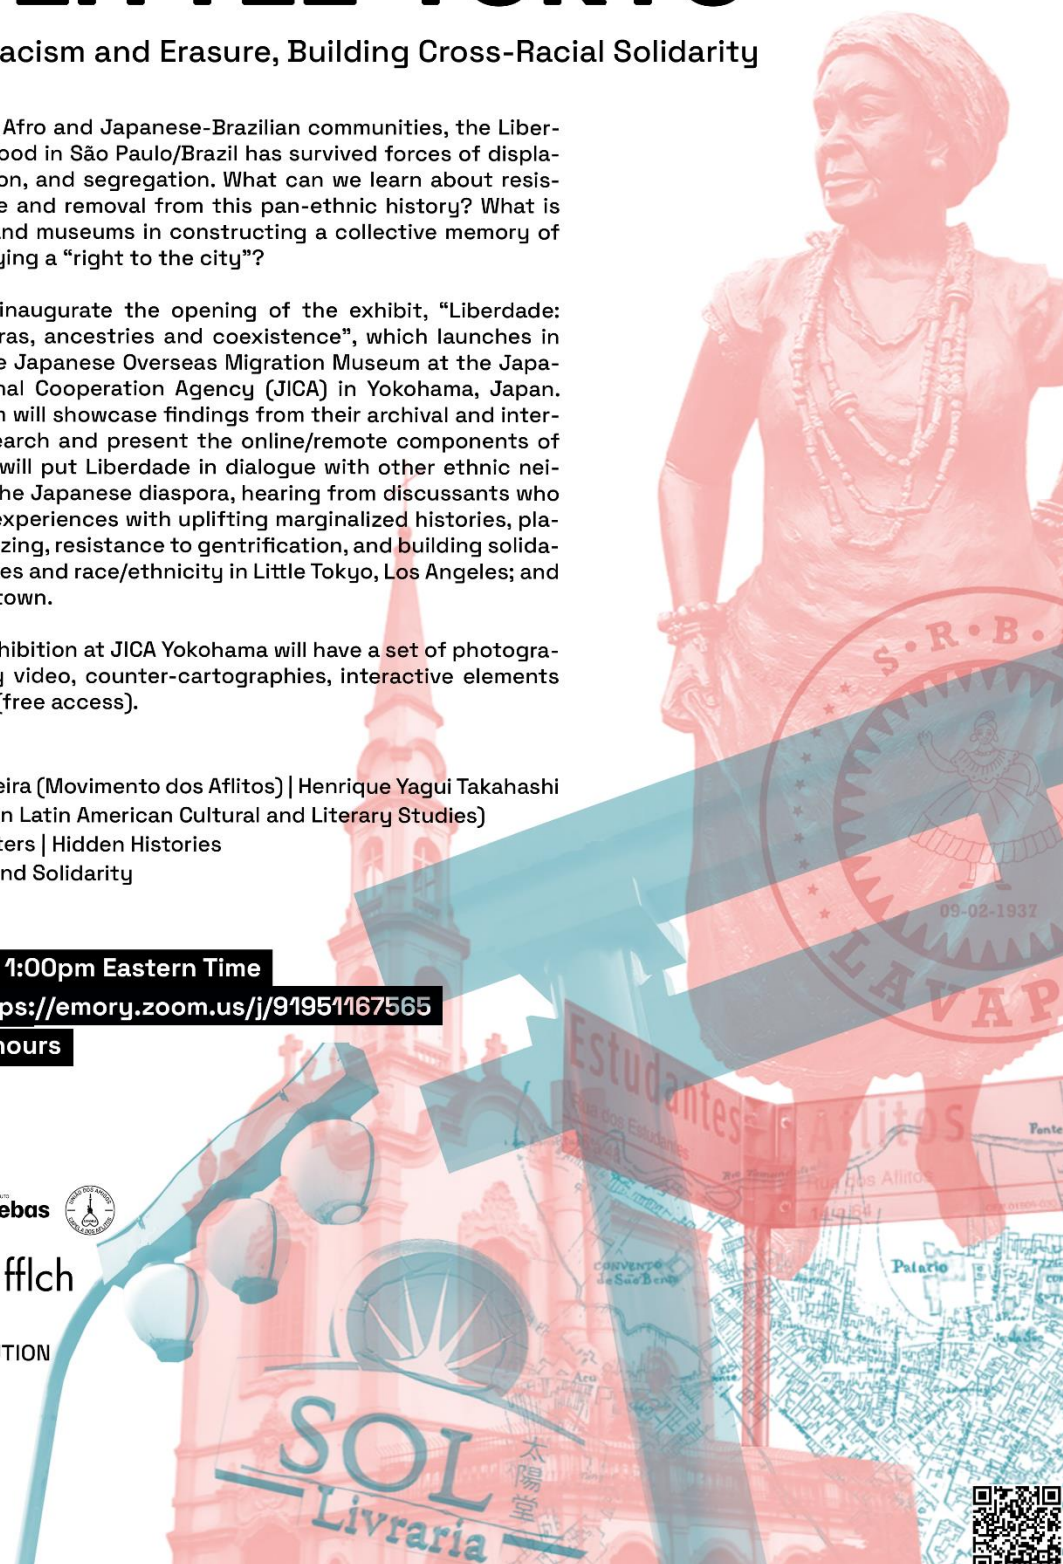 LITTLE TOKYO
acism and Erasure, Building Cross-Racial Solidarity
Afro and Japanese-Brazilian communities, the Liber-
ood in São Paulo/Brazil has survived forces of displa-
on, and segregation. What can we learn about resis-
e and removal from this pan-ethnic history? What is
nd museums in constructing a collective memory of
ying a “right to the city”?
inaugurate the opening of the exhibit, “Liberdade:
ras, ancestries and coexistence”, which launches in
e Japanese Overseas Migration Museum at the Japa-
nal Cooperation Agency (JICA) in Yokohama, Japan.
n will showcase findings from their archival and inter-
earch and present the online/remote components of
will put Liberdade in dialogue with other ethnic nei-
he Japanese diaspora, hearing from discussants who
experiences with uplifting marginalized histories, pla-
zing, resistance to gentrification, and building solida-
es and race/ethnicity in Little Tokyo, Los Angeles; and
town.
hibition at JICA Yokohama will have a set of photogra-
y video, counter-cartographies, interactive elements
(free access).
eira (Movimento dos Aflitos) | Henrique Yagui Takahashi
n Latin American Cultural and Literary Studies)
ters | Hidden Histories
nd Solidarity
1:00pm Eastern Time
ps://emory.zoom.us/j/91951167565
hours
S•R•B•
09-02-1937
LAVAP
Estudantes
Rua dos Estudantes
Aflitos
Rua dos Aflitos
Ponte
CONVENTO
de São Bento
Palacio
ebas
UNIÃO DOS AMIGOS
CAPELA DOS AFLITOS
fflch
TION
SOL
Livraria
太陽堂